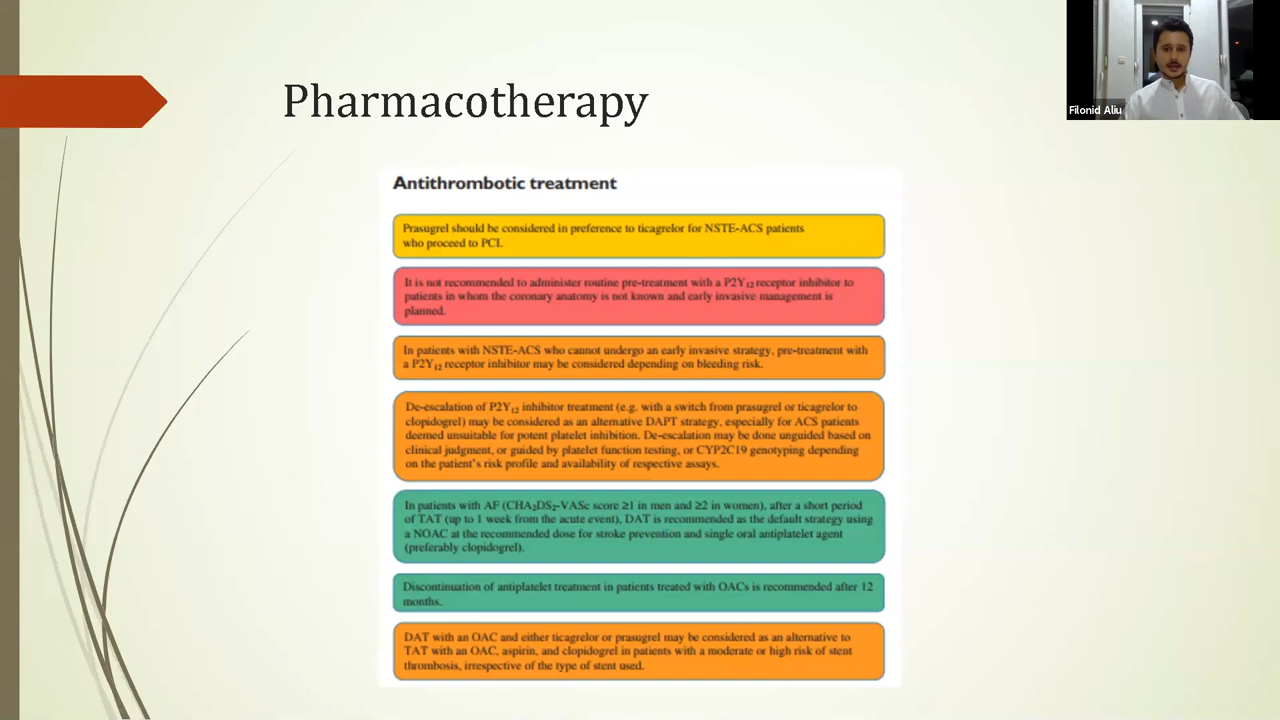 Pharmacotherapy
Filonid Aliu
Antithrombotic treatment
Prasugrel should be considered in preference to ticagrelor for NSTE-ACS patients
who proceed to PCI.
It is not recommended to administer routine pre-treatment with a P2Y₁₂ receptor inhibitor to
patients in whom the coronary anatomy is not known and early invasive management is
planned.
In patients with NSTE-ACS who cannot undergo an early invasive strategy, pre-treatment with
a P2Y₁₂ receptor inhibitor may be considered depending on bleeding risk.
De-escalation of P2Y₁₂ inhibitor treatment (e.g. with a switch from prasugrel or ticagrelor to
clopidogrel) may be considered as an alternative DAPT strategy, especially for ACS patients
deemed unsuitable for potent platelet inhibition. De-escalation may be done unguided based on
clinical judgment, or guided by platelet function testing, or CYP2C19 genotyping depending
on the patient's risk profile and availability of respective assays.
In patients with AF (CHA₂DS₂-VASc score ≥1 in men and ≥2 in women), after a short period
of TAT (up to 1 week from the acute event), DAT is recommended as the default strategy using
a NOAC at the recommended dose for stroke prevention and single oral antiplatelet agent
(preferably clopidogrel).
Discontinuation of antiplatelet treatment in patients treated with OACs is recommended after 12
months.
DAT with an OAC and either ticagrelor or prasugrel may be considered as an alternative to
TAT with an OAC, aspirin, and clopidogrel in patients with a moderate or high risk of stent
thrombosis, irrespective of the type of stent used.